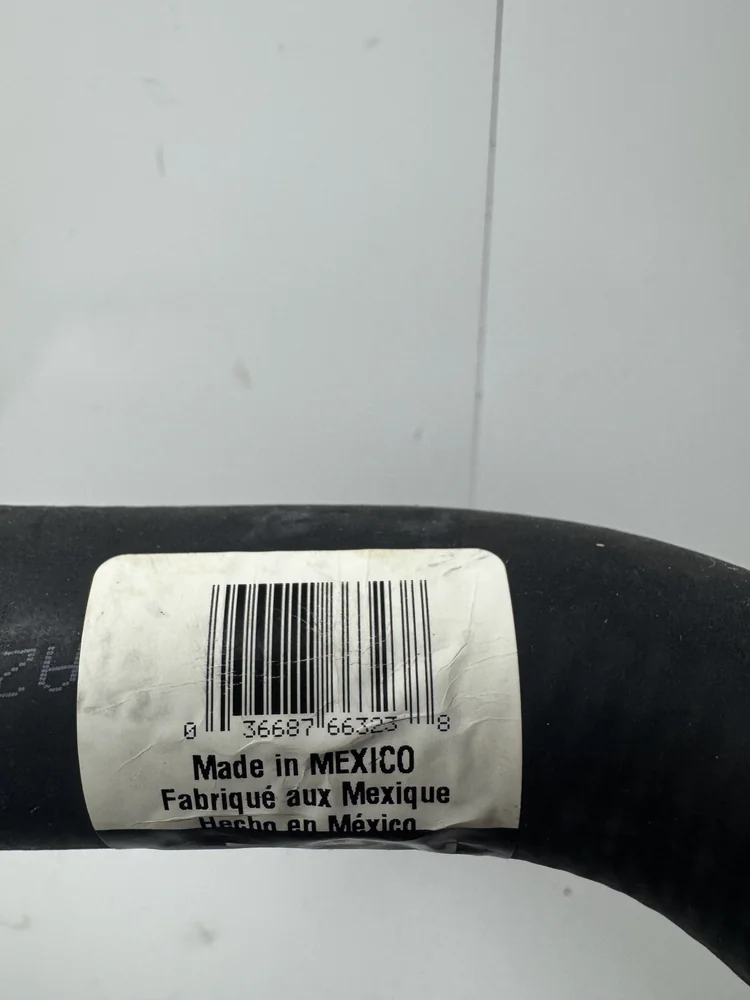 0 36687 66323 8
Made in MEXICO
Fabriqué aux Mexique
Hecho en México